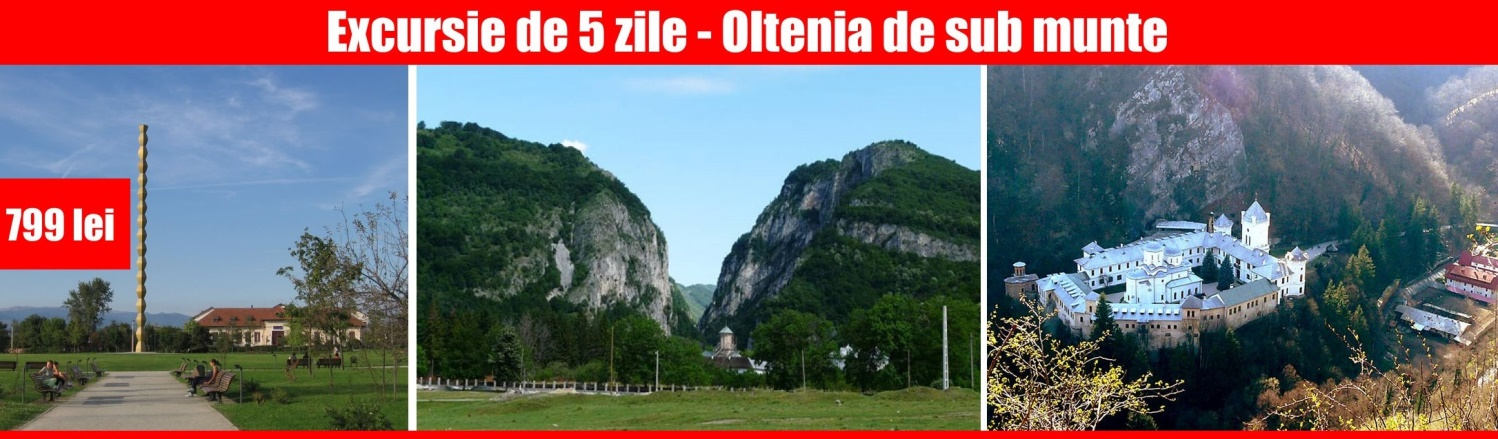 Excursie de 5 zile - Oltenia de sub munte
799 lei